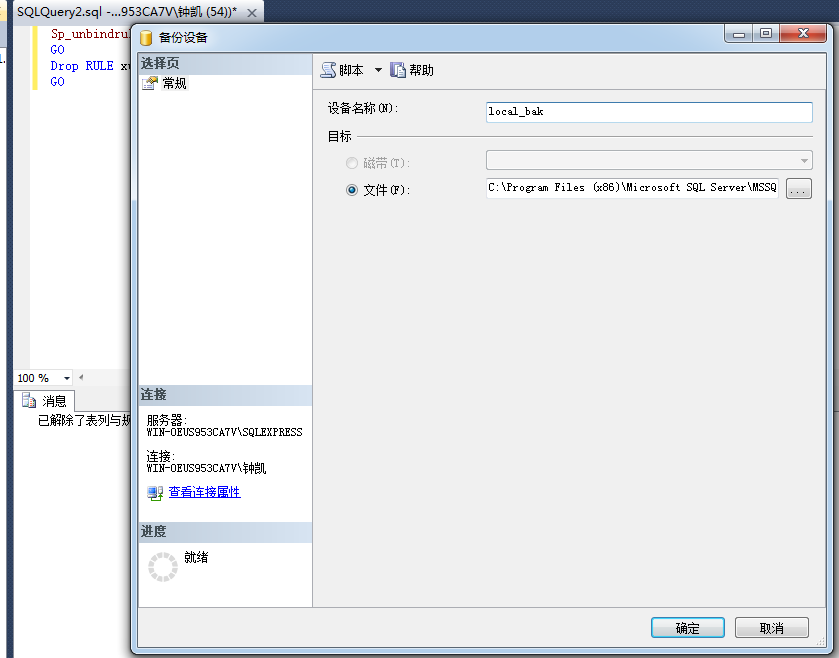 SQLQuery2.sql -...953CA7V\钟凯 (54))*
Sp_unbindru
GO
Drop RULE
GO
100 %
消息
已解除了表列与规
备份设备
选择页
常规
脚本
帮助
设备名称(N):
local_bak
目标
磁带(T):
文件(F):
C:\Program Files (x86)\Microsoft SQL Server\MSSQ
...
连接
服务器:
WIN-OEUS953CA7V\SQLEXPRESS
连接:
WIN-OEUS953CA7V\钟凯
查看连接属性
进度
就绪
确定
取消